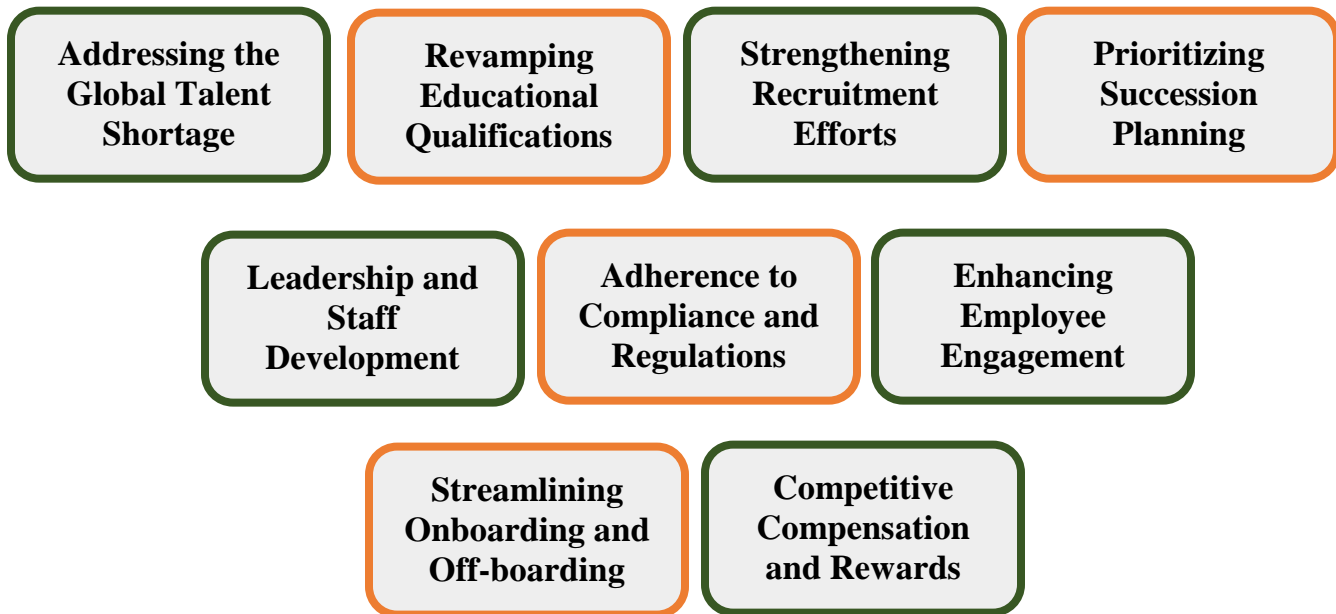 Addressing the
Global Talent
Shortage
Revamping
Educational
Qualifications
Strengthening
Recruitment
Efforts
Prioritizing
Succession
Planning
Leadership and
Staff
Development
Adherence to
Compliance and
Regulations
Enhancing
Employee
Engagement
Streamlining
Onboarding and
Off-boarding
Competitive
Compensation
and Rewards